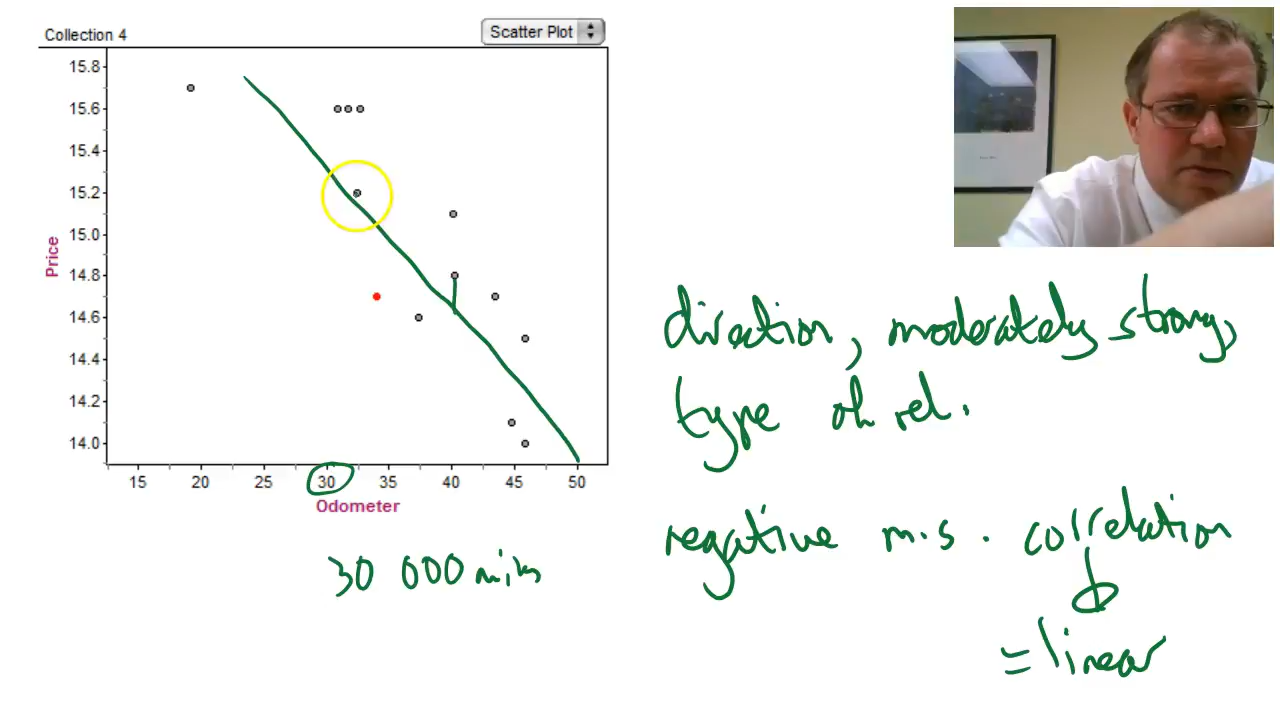 Collection 4
Scatter Plot
15.8
15.6
15.4
15.2
15.0
14.8
14.6
14.4
14.2
14.0
Price
15 20 25 30 35 40 45 50
Odometer
30 000 miles
direction, moderately strong,
type of rel.
negative m.s. correlation
= linear